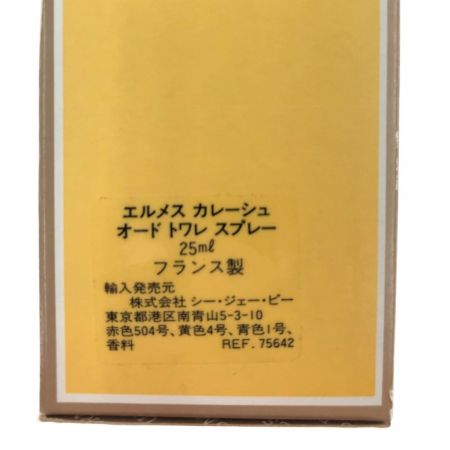 エルメス カレーシュ
オード トワレ スプレー
25ml
フランス製
輸入発売元
株式会社 シー・ジェー・ピー
東京都港区南青山5-3-10
赤色504号、黄色4号、青色1号、
香料 REF. 75642